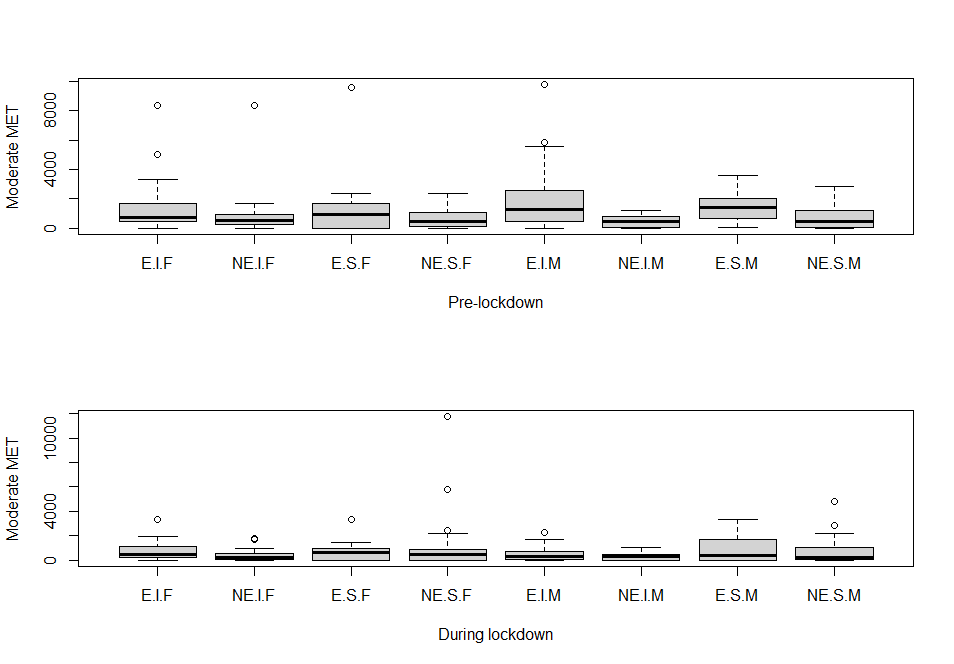 Moderate MET
8000
4000
0
E.I.F NE.I.F E.S.F NE.S.F E.I.M NE.I.M E.S.M NE.S.M
Pre-lockdown
Moderate MET
10000
4000
0
E.I.F NE.I.F E.S.F NE.S.F E.I.M NE.I.M E.S.M NE.S.M
During lockdown